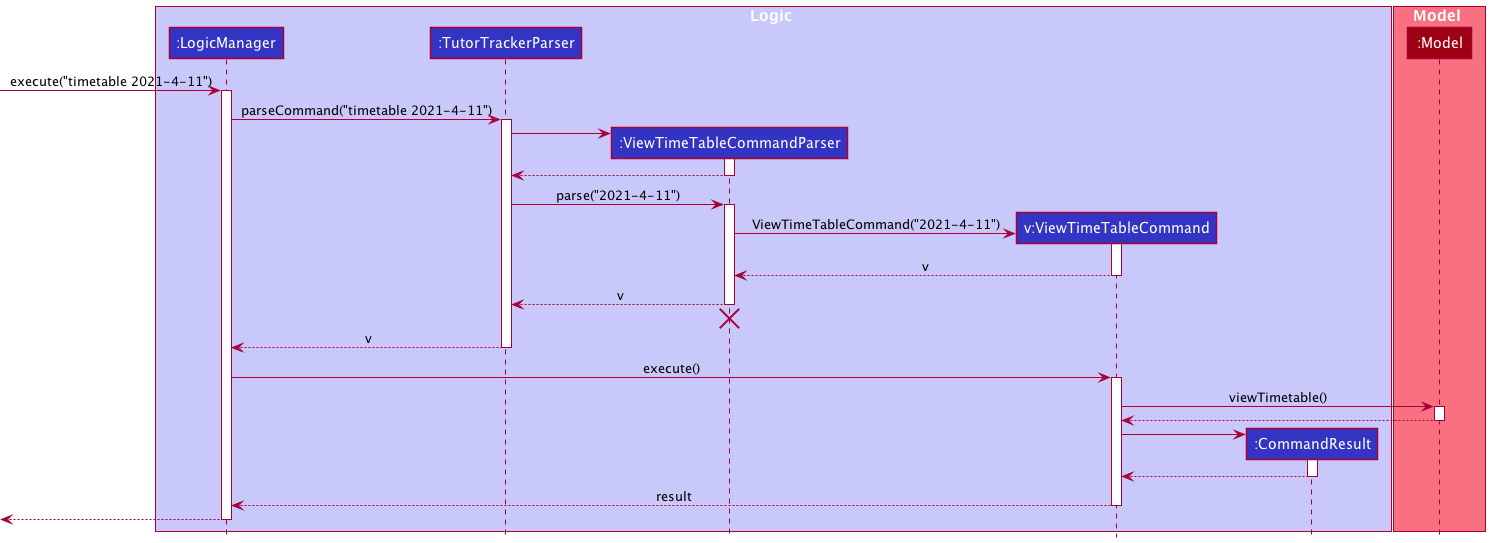 Logic
Model
:LogicManager
:TutorTrackerParser
:Model
execute("timetable 2021-4-11")
parseCommand("timetable 2021-4-11")
:ViewTimeTableCommandParser
parse("2021-4-11")
ViewTimeTableCommand("2021-4-11")
v:ViewTimeTableCommand
v
v
v
execute()
viewTimetable()
:CommandResult
result